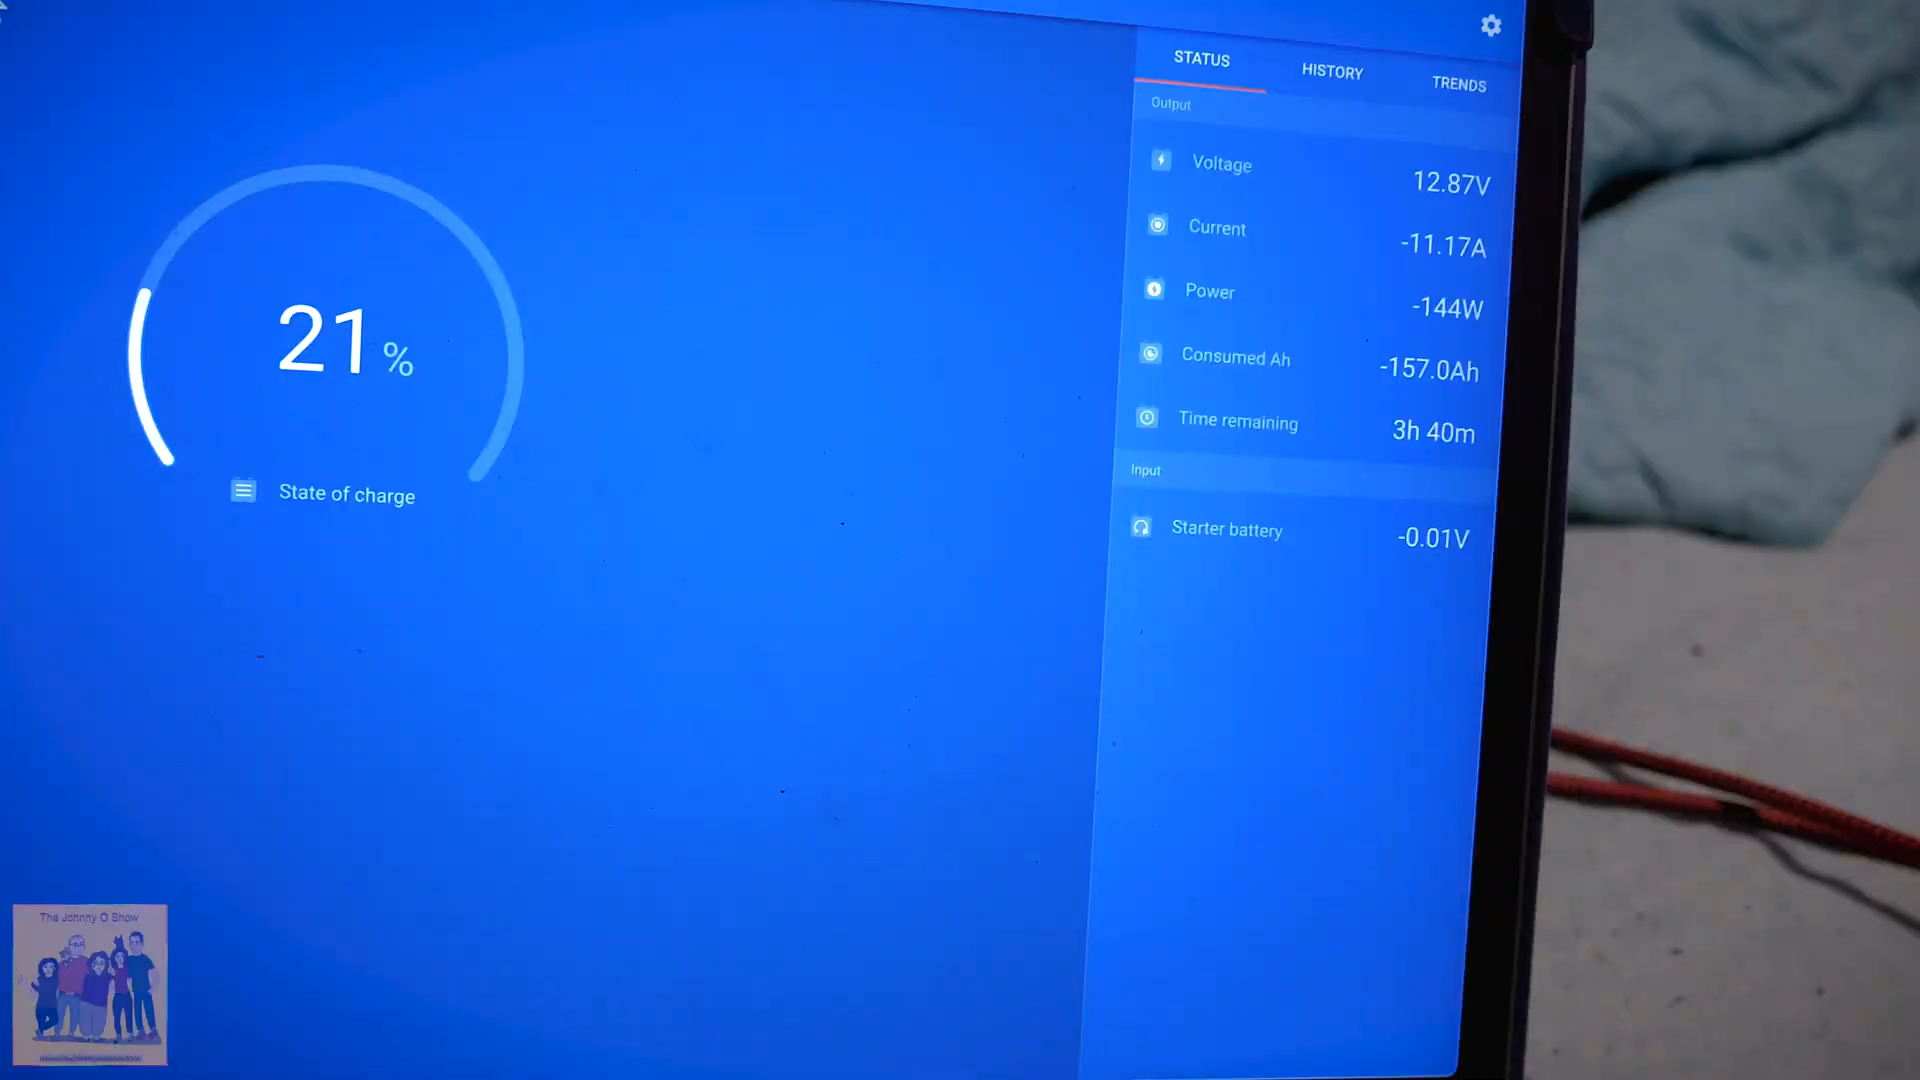 STATUS
HISTORY
TRENDS
Output
Voltage
12.87V
Current
-11.17A
Power
-144W
Consumed Ah
-157.0Ah
Time remaining
3h 40m
Input
Starter battery
-0.01V
21 %
State of charge
The Johnny O Show